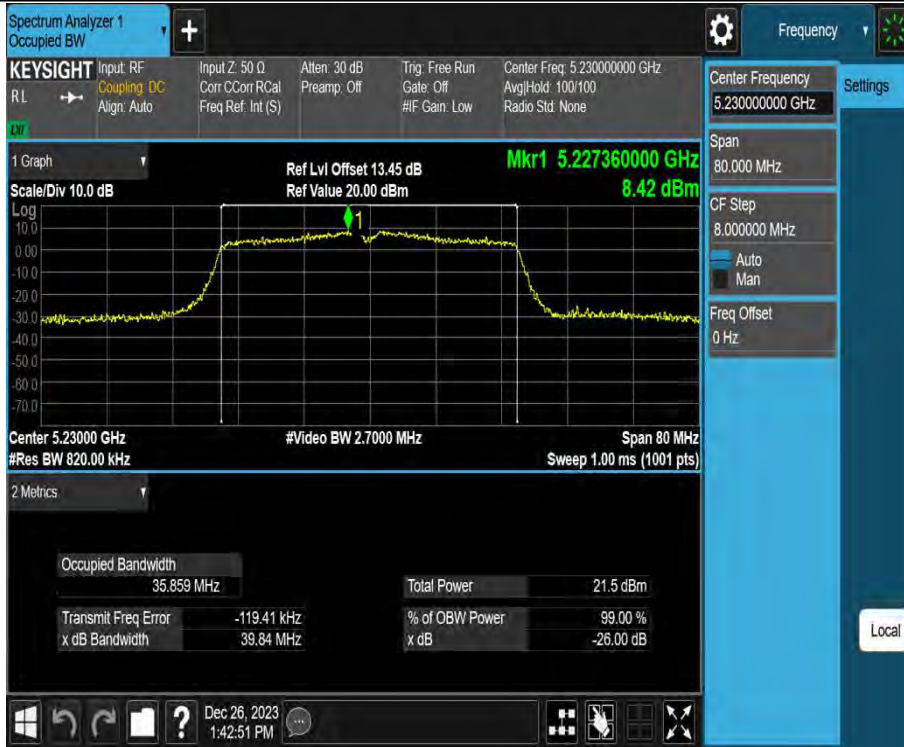 Spectrum Analyzer 1
Occupied BW
+
Frequency
KEYSIGHT
R L
LXI
Input: RF
Coupling: DC
Align: Auto
Input Z: 50 Ω
Corr CCorr RCal
Freq Ref: Int (S)
Atten: 30 dB
Preamp: Off
Trig: Free Run
Gate: Off
#IF Gain: Low
Center Freq: 5.230000000 GHz
Avg|Hold: 100/100
Radio Std: None
Center Frequency
5.230000000 GHz
Settings
Span
80.000 MHz
CF Step
8.000000 MHz
Auto
Man
Freq Offset
0 Hz
1 Graph
Scale/Div 10.0 dB
Ref Lvl Offset 13.45 dB
Ref Value 20.00 dBm
Mkr1 5.227360000 GHz
8.42 dBm
Log
10.0
0.00
-10.0
-20.0
-30.0
-40.0
-50.0
-60.0
-70.0
1
Center 5.23000 GHz
#Res BW 820.00 kHz
#Video BW 2.7000 MHz
Span 80 MHz
Sweep 1.00 ms (1001 pts)
2 Metrics
Occupied Bandwidth
35.859 MHz
Total Power 21.5 dBm
Transmit Freq Error -119.41 kHz
% of OBW Power 99.00 %
x dB Bandwidth 39.84 MHz
x dB -26.00 dB
Local
?
Dec 26, 2023
1:42:51 PM